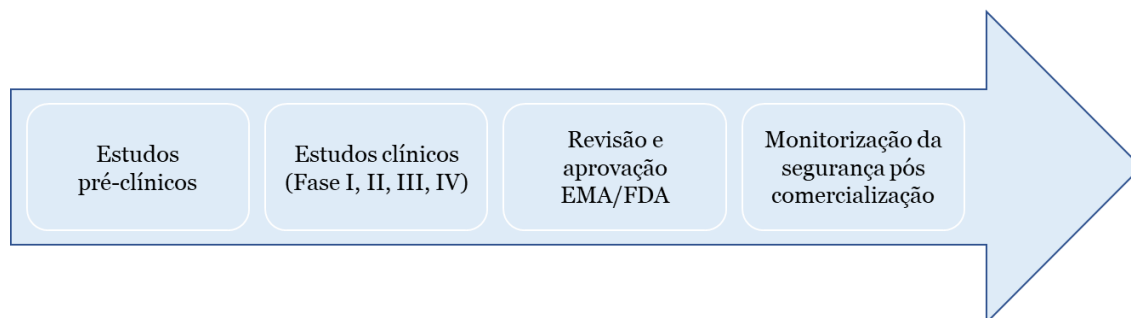 Estudos
pré-clínicos
Estudos clínicos
(Fase I, II, III, IV)
Revisão e
aprovação
EMA/FDA
Monitorização da
segurança pós
comercialização